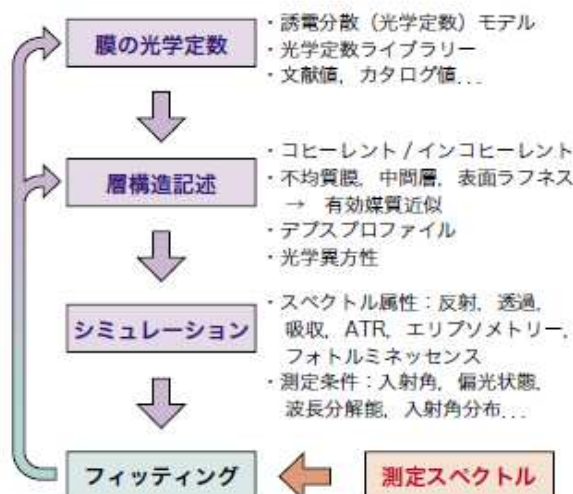 膜の光学定数
・誘電分散（光学定数）モデル
・光学定数ライブラリー
・文献値，カタログ値...
層構造記述
・コヒーレント / インコヒーレント
・不均質膜，中間層，表面ラフネス
→ 有効媒質近似
・デプスプロファイル
・光学異方性
シミュレーション
・スペクトル属性：反射，透過，
吸収，ATR，エリプソメトリー，
フォトルミネッセンス
・測定条件：入射角，偏光状態，
波長分解能，入射角分布...
フィッティング
測定スペクトル